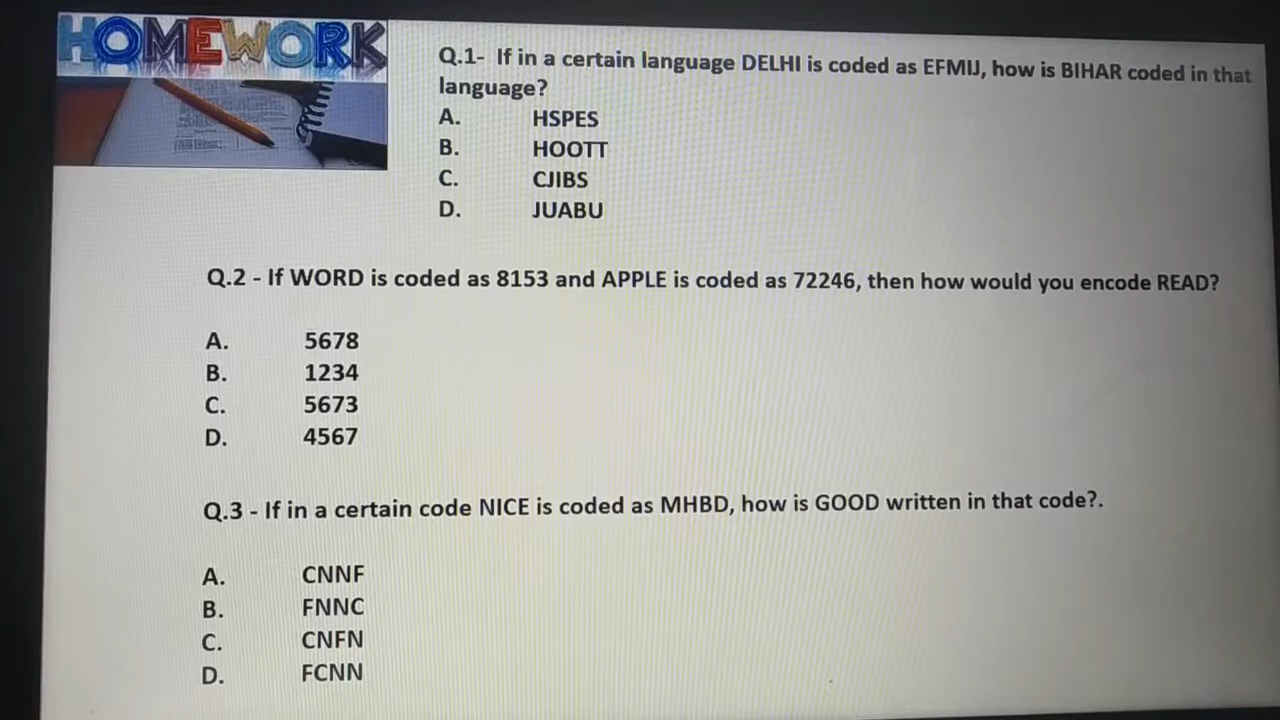 HOMEWORK
Q.1- If in a certain language DELHI is coded as EFMIJ, how is BIHAR coded in that
language?
A. HSPES
B. HOOTT
C. CJIBS
D. JUABU
Q.2 - If WORD is coded as 8153 and APPLE is coded as 72246, then how would you encode READ?
A. 5678
B. 1234
C. 5673
D. 4567
Q.3 - If in a certain code NICE is coded as MHBD, how is GOOD written in that code?.
A. CNNF
B. FNNC
C. CNFN
D. FCNN